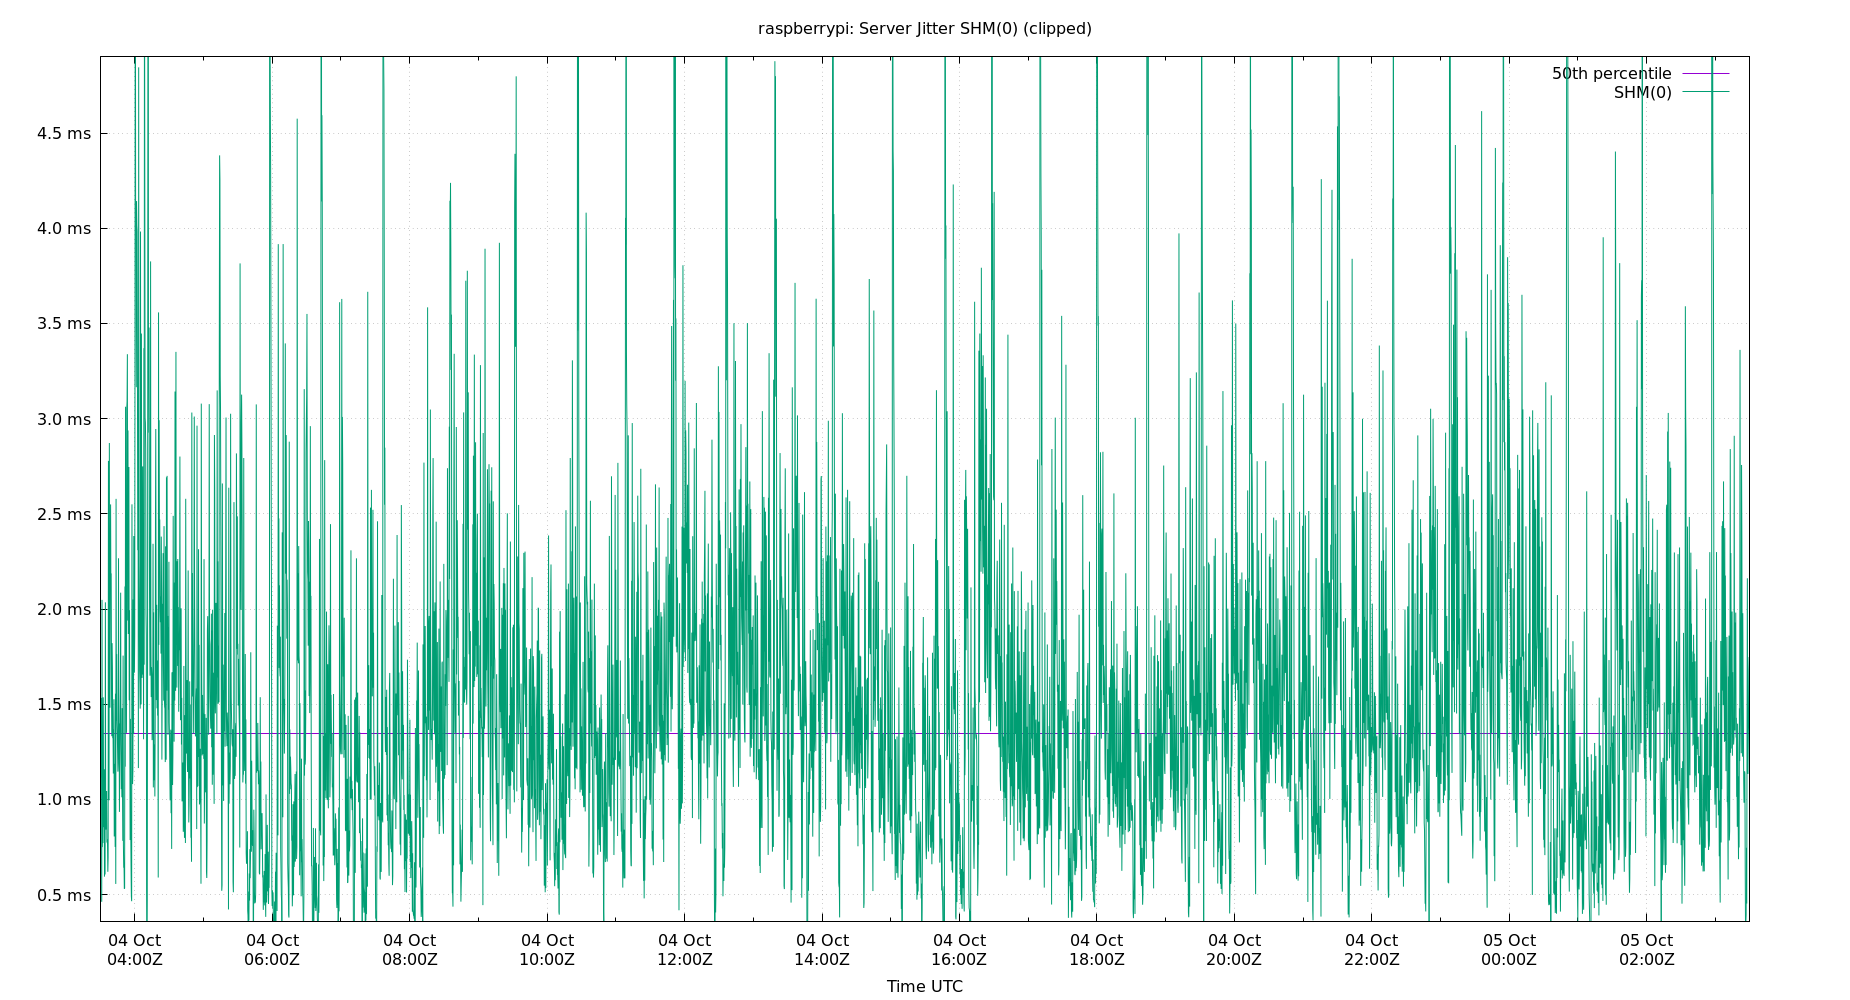 raspberrypi: Server Jitter SHM(0) (clipped)
50th percentile
SHM(0)
4.5 ms
4.0 ms
3.5 ms
3.0 ms
2.5 ms
2.0 ms
1.5 ms
1.0 ms
0.5 ms
04 Oct 04 Oct 04 Oct 04 Oct 04 Oct 04 Oct 04 Oct 04 Oct 04 Oct 04 Oct 05 Oct 05 Oct
04:00Z 06:00Z 08:00Z 10:00Z 12:00Z 14:00Z 16:00Z 18:00Z 20:00Z 22:00Z 00:00Z 02:00Z
Time UTC